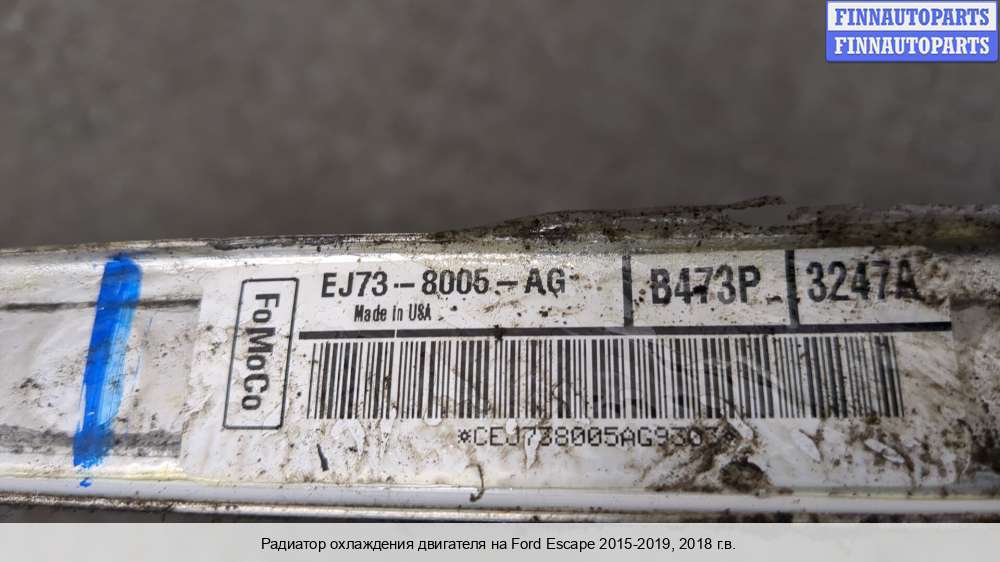 FINNAUTOPARTS
FINNAUTOPARTS
EJ73-8005-AG
B473P
3247A
Made in USA
FoMoCo
*CEJ738005AG9303*
Радиатор охлаждения двигателя на Ford Escape 2015-2019, 2018 г.в.